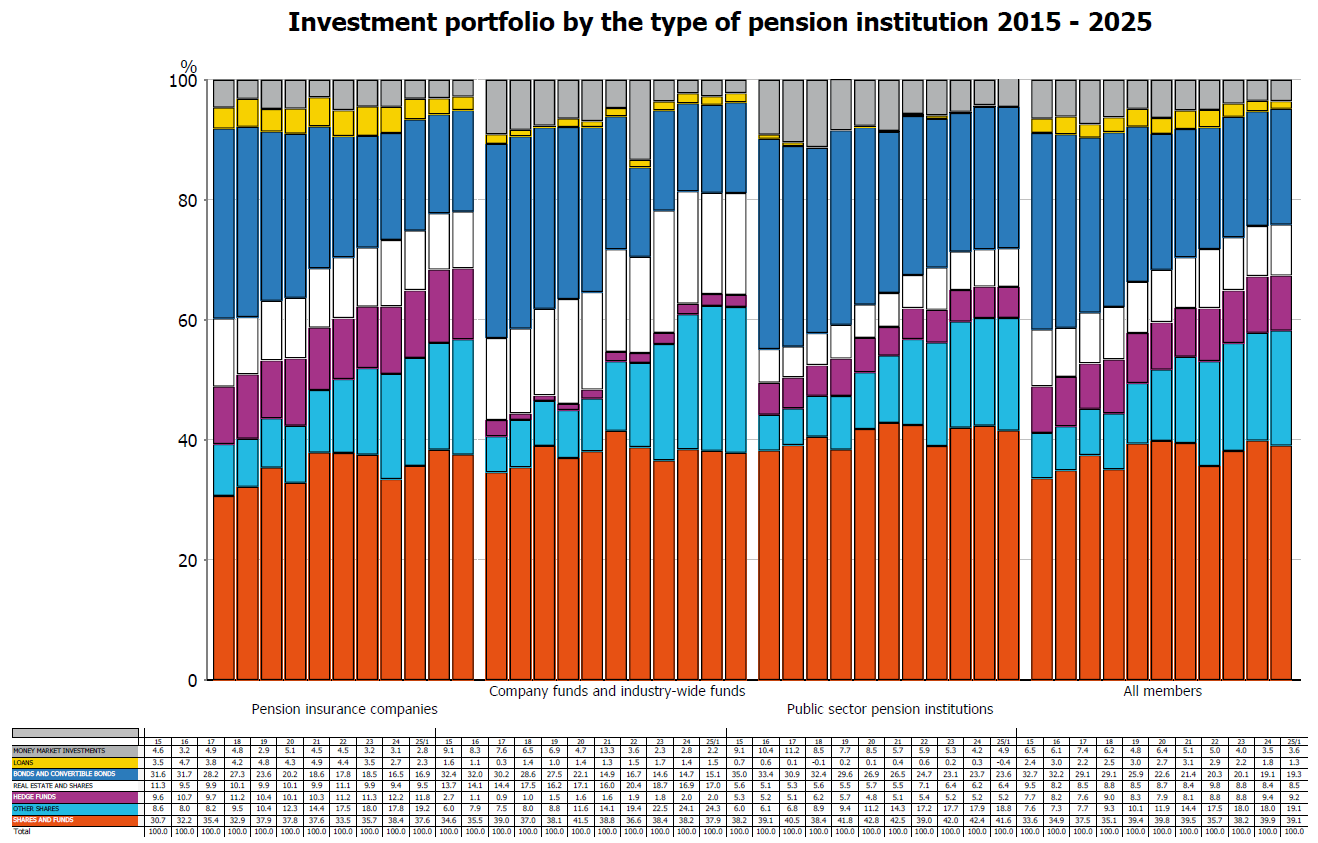 Investment portfolio by the type of pension institution 2015 - 2025
%
100
80
60
40
20
0
Company funds and industry-wide funds All members
Pension insurance companies Public sector pension institutions
15 16 17 18 19 20 21 22 23 24 25/1 15 16 17 18 19 20 21 22 23 24 25/1 15 16 17 18 19 20 21 22 23 24 25/1 15 16 17 18 19 20 21 22 23 24 25/1
MONEY MARKET INVESTMENTS 4.6 3.2 4.9 4.8 2.9 5.1 4.5 4.5 3.2 3.1 2.8 9.1 8.3 7.6 6.5 6.9 4.7 13.3 3.6 2.3 2.8 2.2 9.1 10.4 11.2 8.5 7.7 8.5 5.7 5.9 5.3 4.2 4.9 6.5 6.1 7.4 6.2 4.8 6.4 5.1 5.0 4.0 3.5 3.6
LOANS 3.5 4.7 3.8 4.2 4.8 4.3 4.9 4.4 3.5 2.7 2.3 1.6 1.1 0.3 1.4 1.0 1.4 1.3 1.5 1.7 1.4 1.5 0.7 0.6 0.1 -0.1 0.2 0.1 0.4 0.6 0.2 0.3 -0.4 2.4 3.0 2.2 2.5 3.0 2.7 3.1 2.9 2.2 1.8 1.3
BONDS AND CONVERTIBLE BONDS 31.6 31.7 28.2 27.3 23.6 20.2 18.6 17.8 18.5 16.5 16.9 32.4 32.0 30.2 28.6 27.5 22.1 14.9 16.7 14.6 14.7 15.1 35.0 33.4 30.9 32.4 29.6 26.9 26.5 24.7 23.1 23.7 23.6 32.7 32.2 29.1 29.1 25.9 22.6 21.4 20.3 20.1 19.1 19.3
REAL ESTATE AND SHARES 11.3 9.5 9.9 10.1 9.9 10.1 9.9 11.1 9.9 9.4 9.5 13.7 14.1 14.4 17.5 16.2 17.1 16.0 20.4 18.7 16.9 17.0 5.6 5.1 5.3 5.6 5.5 5.7 5.5 7.1 6.4 6.2 6.4 9.5 8.2 8.5 8.8 8.5 8.7 8.4 9.8 8.8 8.4 8.5
HEDGE FUNDS 9.6 10.7 9.7 11.2 10.4 10.1 10.3 11.2 11.3 12.2 11.8 2.7 1.1 0.9 1.0 1.5 1.6 1.6 1.9 1.8 2.0 2.0 5.3 5.2 5.1 6.2 5.7 4.8 5.1 5.4 5.2 5.2 5.2 7.7 8.2 7.6 9.0 8.3 7.9 8.1 8.8 8.8 9.4 9.2
OTHER SHARES 8.6 8.0 8.2 9.5 10.4 12.3 14.4 17.5 18.0 17.8 19.2 6.0 7.9 7.5 8.0 8.8 11.6 14.1 19.4 22.5 24.1 24.3 6.0 6.1 6.8 8.9 9.4 11.2 14.3 17.2 17.7 17.9 18.8 7.6 7.3 7.7 9.3 10.1 11.9 14.4 17.5 18.0 18.0 19.1
SHARES AND FUNDS 30.7 32.2 35.4 32.9 37.9 37.8 37.6 33.5 35.7 38.4 37.6 34.6 35.5 39.0 37.0 38.1 41.5 38.8 36.6 38.4 38.2 37.9 38.2 39.1 40.5 38.4 41.8 42.8 42.5 39.0 42.0 42.4 41.6 33.6 34.9 37.5 35.1 39.4 39.8 39.5 35.7 38.2 39.9 39.1
Total 100.0 100.0 100.0 100.0 100.0 100.0 100.0 100.0 100.0 100.0 100.0 100.0 100.0 100.0 100.0 100.0 100.0 100.0 100.0 100.0 100.0 100.0 100.0 100.0 100.0 100.0 100.0 100.0 100.0 100.0 100.0 100.0 100.0 100.0 100.0 100.0 100.0 100.0 100.0 100.0 100.0 100.0 100.0 100.0